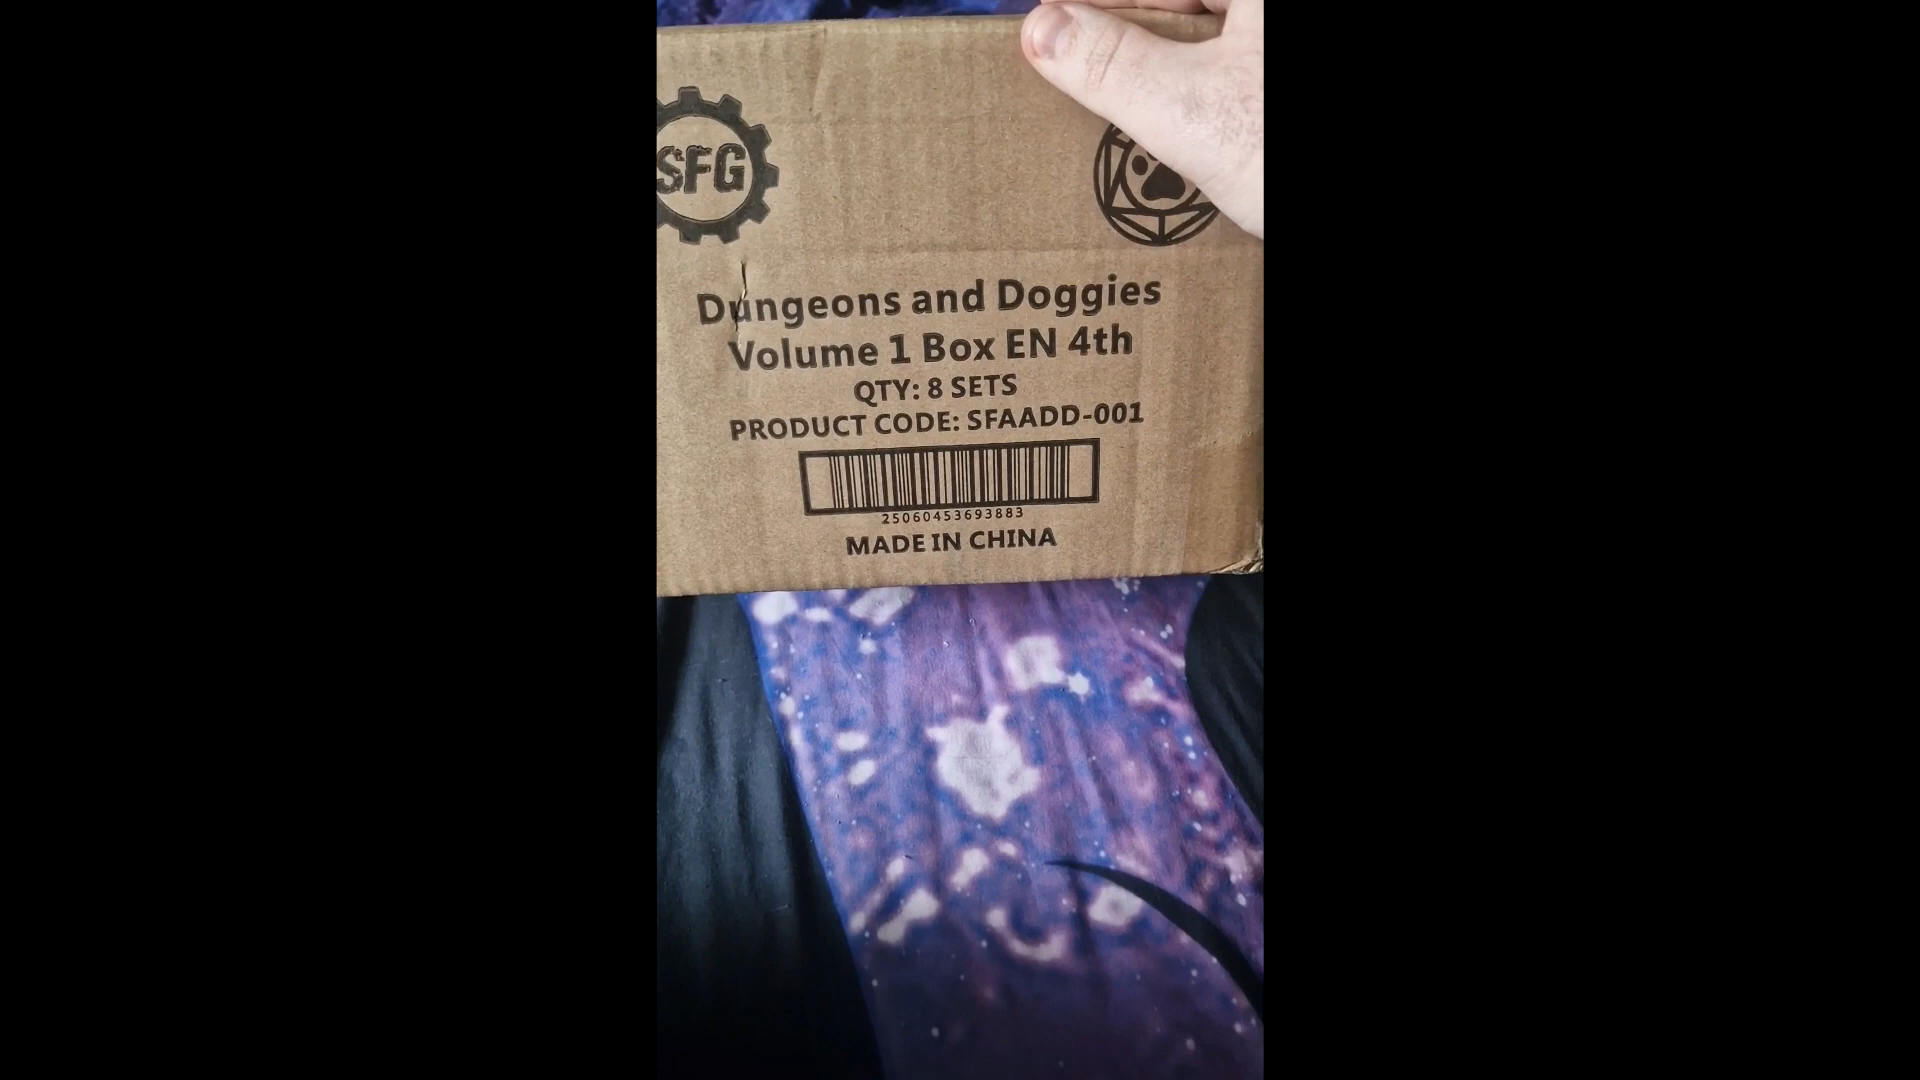 SFG
Dungeons and Doggies
Volume 1 Box EN 4th
QTY: 8 SETS
PRODUCT CODE: SFAADD-001
25060453693883
MADE IN CHINA